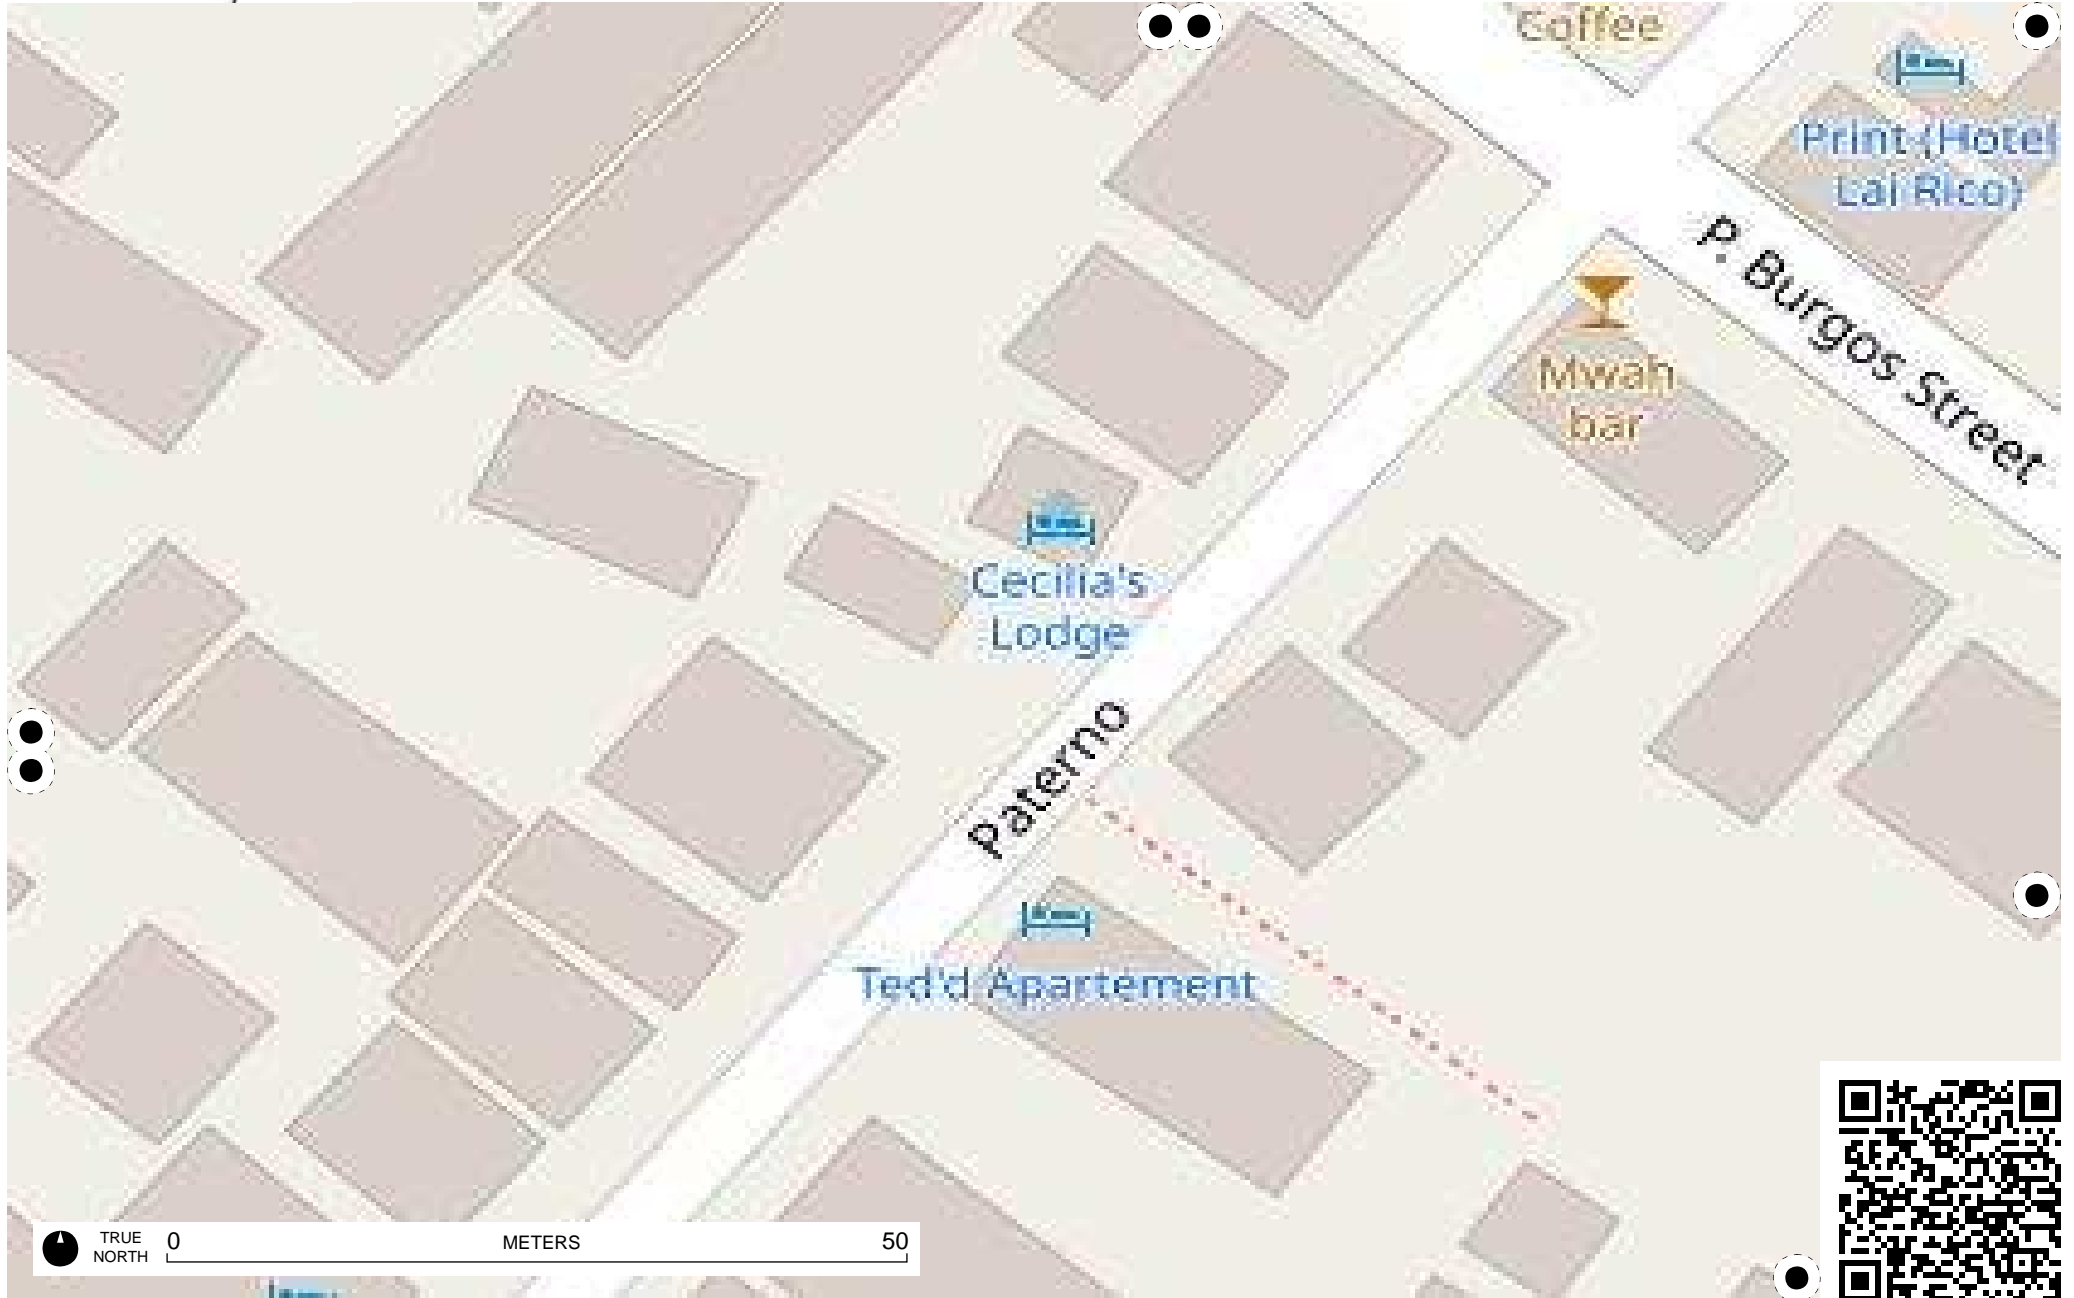 Coffee
Print (Hotel
Lai Rico)
P. Burgos Street
Mwah
bar
Cecilia's
Lodge
Paterno
Ted'd Apartement
TRUE
NORTH
0 METERS 50